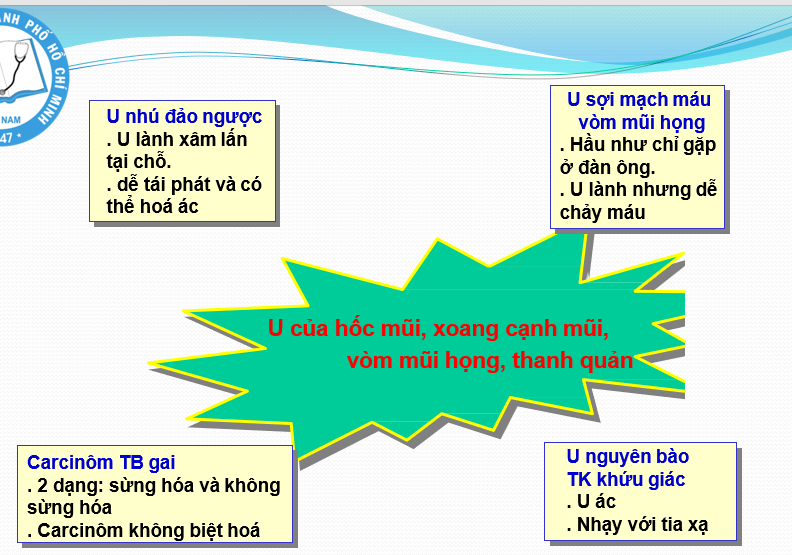 ÀNH PHỐ HỒ CHÍ MINH
NAM
47 *
U nhú đảo ngược
. U lành xâm lấn
tại chỗ.
. dễ tái phát và có
thể hoá ác
U sợi mạch máu
vòm mũi họng
. Hầu như chỉ gặp
ở đàn ông.
. U lành nhưng dễ
chảy máu
U của hốc mũi, xoang cạnh mũi,
vòm mũi họng, thanh quản
Carcinôm TB gai
. 2 dạng: sừng hóa và không
sừng hóa
. Carcinôm không biệt hoá
U nguyên bào
TK khứu giác
. U ác
. Nhạy với tia xạ